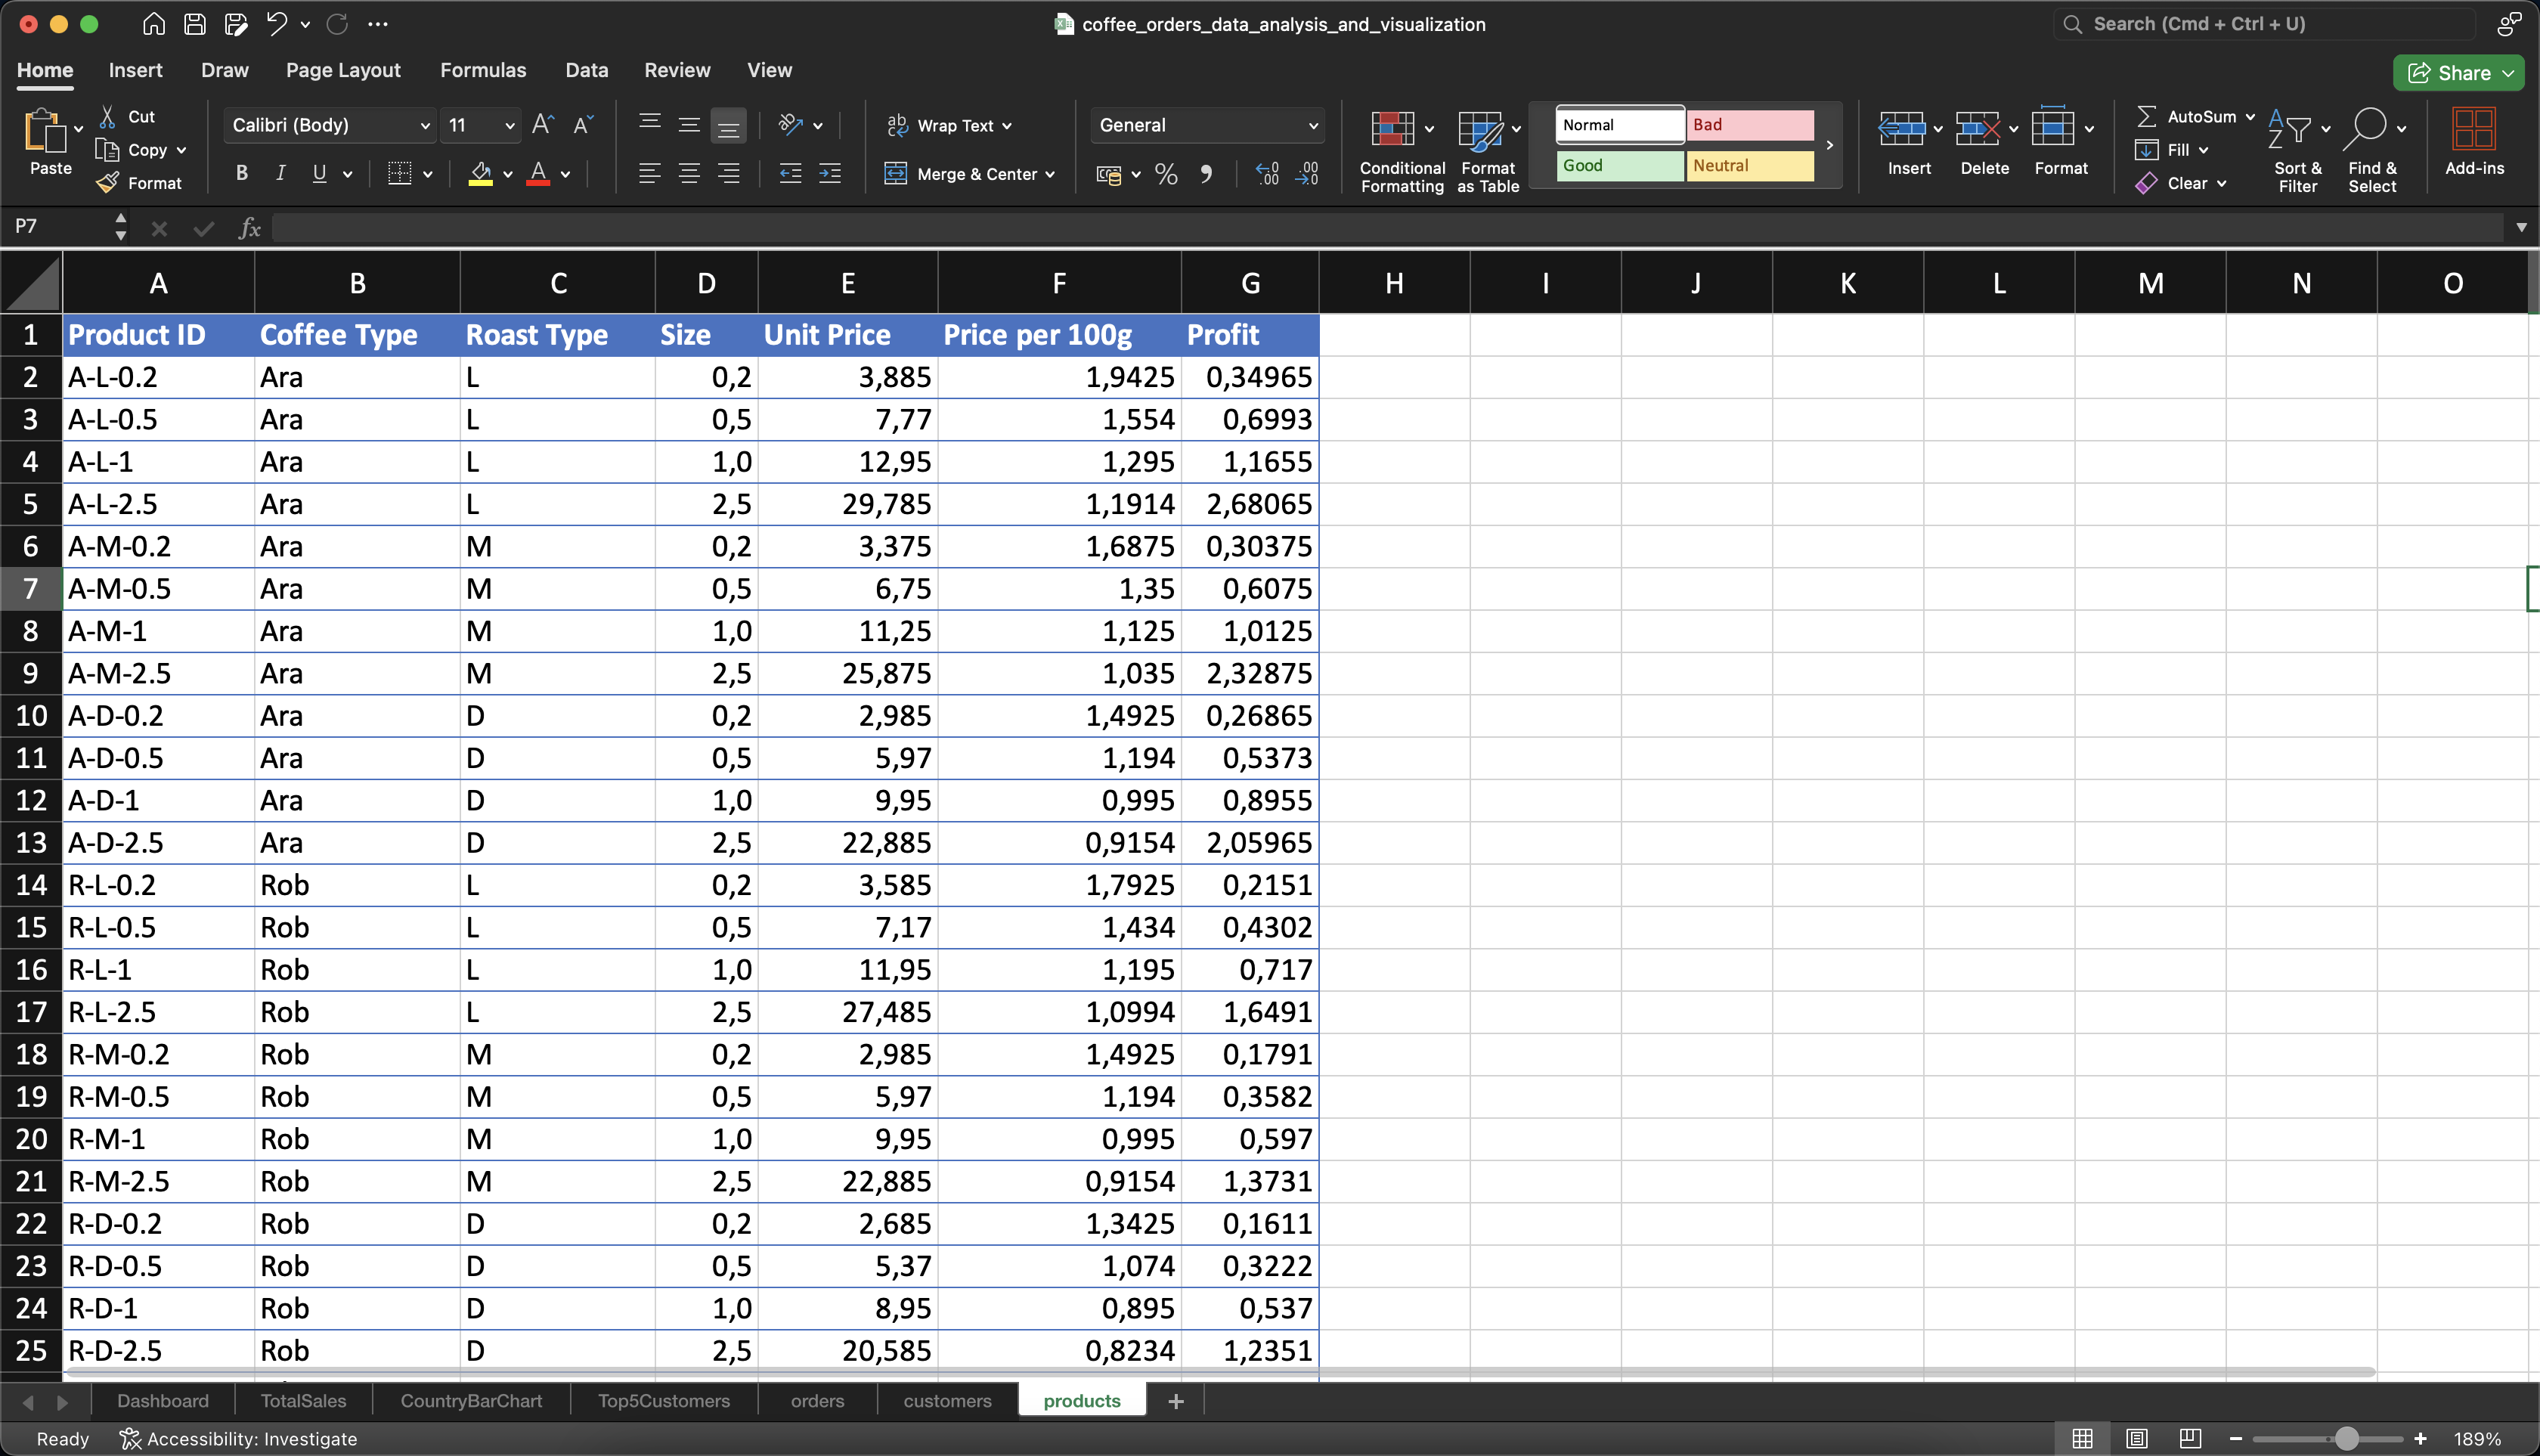 coffee_orders_data_analysis_and_visualization
Search (Cmd + Ctrl + U)
Home Insert Draw Page Layout Formulas Data Review View Share
Paste Cut Copy Format
Calibri (Body) 11
B I U A
Wrap Text
Merge & Center
General
% .00 .00
Conditional Formatting
Format as Table
Normal Bad
Good Neutral
Insert Delete Format
AutoSum
Fill
Clear
Sort & Filter
Find & Select
Add-ins
P7 fx
A B C D E F G H I J K L M N O
1 Product ID Coffee Type Roast Type Size Unit Price Price per 100g Profit
2 A-L-0.2 Ara L 0,2 3,885 1,9425 0,34965
3 A-L-0.5 Ara L 0,5 7,77 1,554 0,6993
4 A-L-1 Ara L 1,0 12,95 1,295 1,1655
5 A-L-2.5 Ara L 2,5 29,785 1,1914 2,68065
6 A-M-0.2 Ara M 0,2 3,375 1,6875 0,30375
7 A-M-0.5 Ara M 0,5 6,75 1,35 0,6075
8 A-M-1 Ara M 1,0 11,25 1,125 1,0125
9 A-M-2.5 Ara M 2,5 25,875 1,035 2,32875
10 A-D-0.2 Ara D 0,2 2,985 1,4925 0,26865
11 A-D-0.5 Ara D 0,5 5,97 1,194 0,5373
12 A-D-1 Ara D 1,0 9,95 0,995 0,8955
13 A-D-2.5 Ara D 2,5 22,885 0,9154 2,05965
14 R-L-0.2 Rob L 0,2 3,585 1,7925 0,2151
15 R-L-0.5 Rob L 0,5 7,17 1,434 0,4302
16 R-L-1 Rob L 1,0 11,95 1,195 0,717
17 R-L-2.5 Rob L 2,5 27,485 1,0994 1,6491
18 R-M-0.2 Rob M 0,2 2,985 1,4925 0,1791
19 R-M-0.5 Rob M 0,5 5,97 1,194 0,3582
20 R-M-1 Rob M 1,0 9,95 0,995 0,597
21 R-M-2.5 Rob M 2,5 22,885 0,9154 1,3731
22 R-D-0.2 Rob D 0,2 2,685 1,3425 0,1611
23 R-D-0.5 Rob D 0,5 5,37 1,074 0,3222
24 R-D-1 Rob D 1,0 8,95 0,895 0,537
25 R-D-2.5 Rob D 2,5 20,585 0,8234 1,2351
Dashboard TotalSales CountryBarChart Top5Customers orders customers products +
Ready Accessibility: Investigate 189%